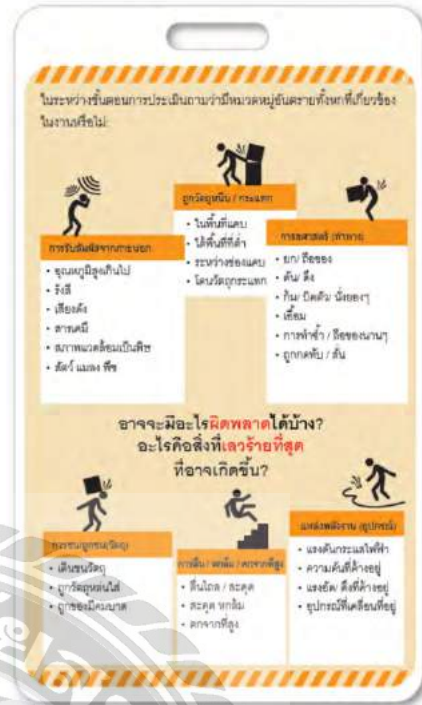 ในระหว่างขั้นตอนการประเมินถามว่ามีหมวดหมู่อันตรายทั้งหกที่เกี่ยวข้อง
ในงานหรือไม่:
การรับสัมผัสจากภายนอก
• อุณหภูมิสูงเกินไป
• รังสี
• เสียงดัง
• สารเคมี
• สภาพแวดล้อมเป็นพิษ
• สัตว์ แมลง พืช
ถูกวัตถุหนีบ / กระแทก
• ในพื้นที่แคบ
• ใต้พื้นที่ต่ำ
• ระหว่างช่องแคบ
• โดนวัตถุกระแทก
การยศาสตร์ (ท่าทาง)
• ยก/ ถือของ
• ดัน/ ดึง
• ก้ม/ บิดตัว/ นั่งยองๆ
• เอื้อม
• การทำซ้ำ / ถือของนานๆ
• ถูกกดทับ / สั่น
อาจจะมีอะไรผิดพลาดได้บ้าง?
อะไรคือสิ่งที่เลวร้ายที่สุด
ที่อาจเกิดขึ้น?
การชน/ถูกชน(วัตถุ)
• เดินชนวัตถุ
• ถูกวัตถุหล่นใส่
• ถูกของมีคมบาด
การลื่น / หกล้ม / ตกจากที่สูง
• ลื่นไถล / สะดุด
• สะดุด หกล้ม
• ตกจากที่สูง
แหล่งพลังงาน (อุปกรณ์)
• แรงดันกระแสไฟฟ้า
• ความดันที่ค้างอยู่
• แรงอัด/ ดึงที่ค้างอยู่
• อุปกรณ์ที่เคลื่อนที่อยู่